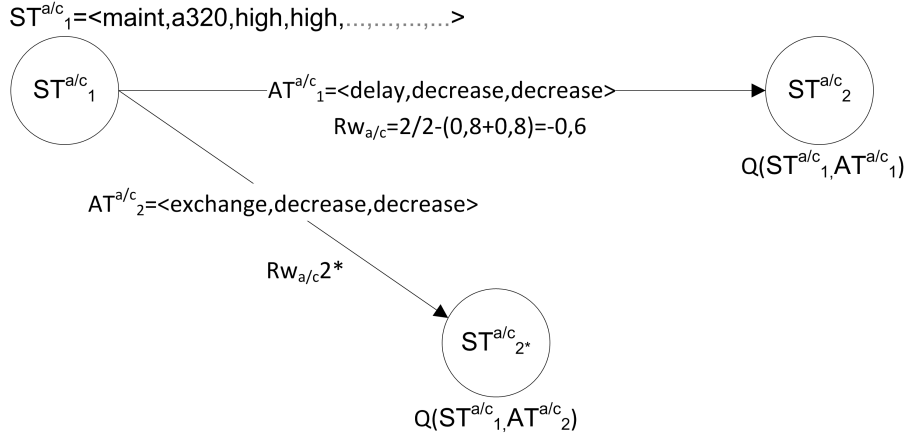 ST^a/c_1=<maint,a320,high,high,...,...,...,...>
ST^a/c_1
AT^a/c_1=<delay,decrease,decrease>
ST^a/c_2
Rw_a/c=2/2-(0,8+0,8)=-0,6
Q(ST^a/c_1,AT^a/c_1)
AT^a/c_2=<exchange,decrease,decrease>
Rw_a/c2*
ST^a/c_2*
Q(ST^a/c_1,AT^a/c_2)